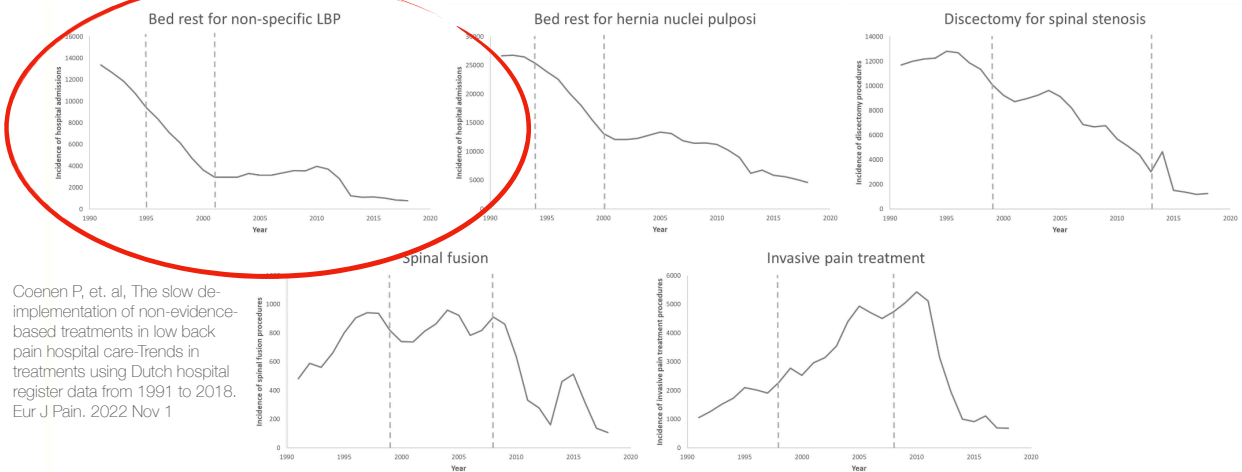 Bed rest for non-specific LBP
Incidence of hospital admissions
16000
14000
12000
10000
8000
6000
4000
2000
0
1990 1995 2000 2005 2010 2015 2020
Year
Bed rest for hernia nuclei pulposi
Incidence of hospital admissions
25000
20000
15000
10000
5000
1995 2000 2005 2010 2015 2020
Year
Discectomy for spinal stenosis
Incidence of discectomy procedures
14000
12000
10000
8000
6000
4000
2000
0
1990 1995 2000 2005 2010 2015 2020
Year
Spinal fusion
Incidence of spinal fusion procedures
1000
800
600
400
200
0
1990 1995 2000 2005 2010 2015 2020
Year
Invasive pain treatment
Incidence of invasive pain treatment procedures
6000
5000
4000
3000
2000
1000
0
1990 1995 2000 2005 2010 2015 2020
Year
Coenen P, et. al, The slow de-
implementation of non-evidence-
based treatments in low back
pain hospital care-Trends in
treatments using Dutch hospital
register data from 1991 to 2018.
Eur J Pain. 2022 Nov 1